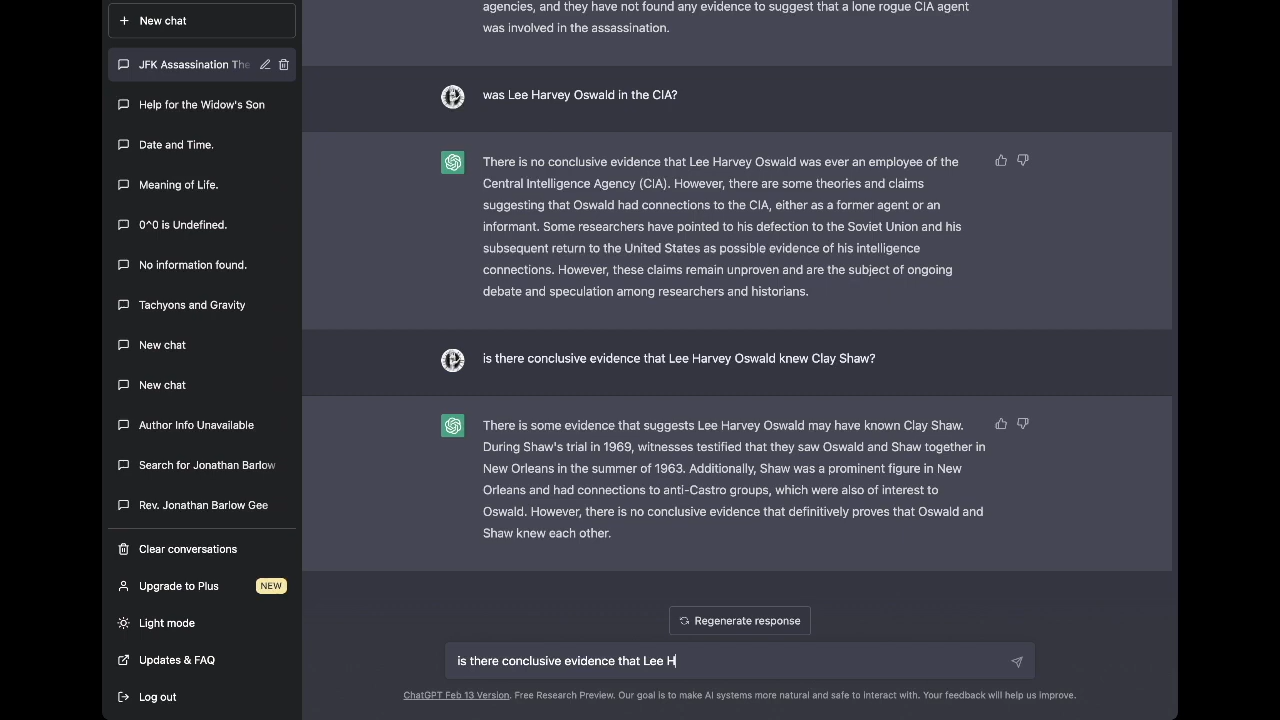 New chat
JFK Assassination The
Help for the Widow's Son
Date and Time.
Meaning of Life.
0^0 is Undefined.
No information found.
Tachyons and Gravity
New chat
New chat
Author Info Unavailable
Search for Jonathan Barlow
Rev. Jonathan Barlow Gee
Clear conversations
Upgrade to Plus NEW
Light mode
Updates & FAQ
Log out
agencies, and they have not found any evidence to suggest that a lone rogue CIA agent
was involved in the assassination.
was Lee Harvey Oswald in the CIA?
There is no conclusive evidence that Lee Harvey Oswald was ever an employee of the
Central Intelligence Agency (CIA). However, there are some theories and claims
suggesting that Oswald had connections to the CIA, either as a former agent or an
informant. Some researchers have pointed to his defection to the Soviet Union and his
subsequent return to the United States as possible evidence of his intelligence
connections. However, these claims remain unproven and are the subject of ongoing
debate and speculation among researchers and historians.
is there conclusive evidence that Lee Harvey Oswald knew Clay Shaw?
There is some evidence that suggests Lee Harvey Oswald may have known Clay Shaw.
During Shaw's trial in 1969, witnesses testified that they saw Oswald and Shaw together in
New Orleans in the summer of 1963. Additionally, Shaw was a prominent figure in New
Orleans and had connections to anti-Castro groups, which were also of interest to
Oswald. However, there is no conclusive evidence that definitively proves that Oswald and
Shaw knew each other.
Regenerate response
is there conclusive evidence that Lee H
ChatGPT Feb 13 Version. Free Research Preview. Our goal is to make AI systems more natural and safe to interact with. Your feedback will help us improve.